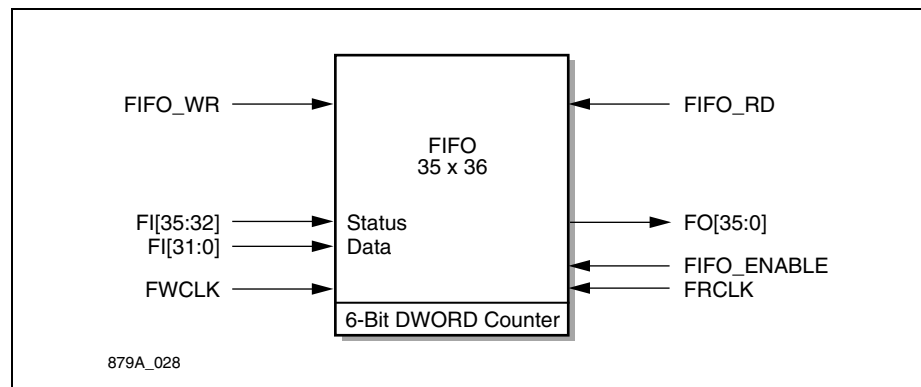 FIFO_WR
FIFO_RD
FIFO
35 x 36
FI[35:32]
Status
FO[35:0]
FI[31:0]
Data
FIFO_ENABLE
FWCLK
FRCLK
6-Bit DWORD Counter
879A_028